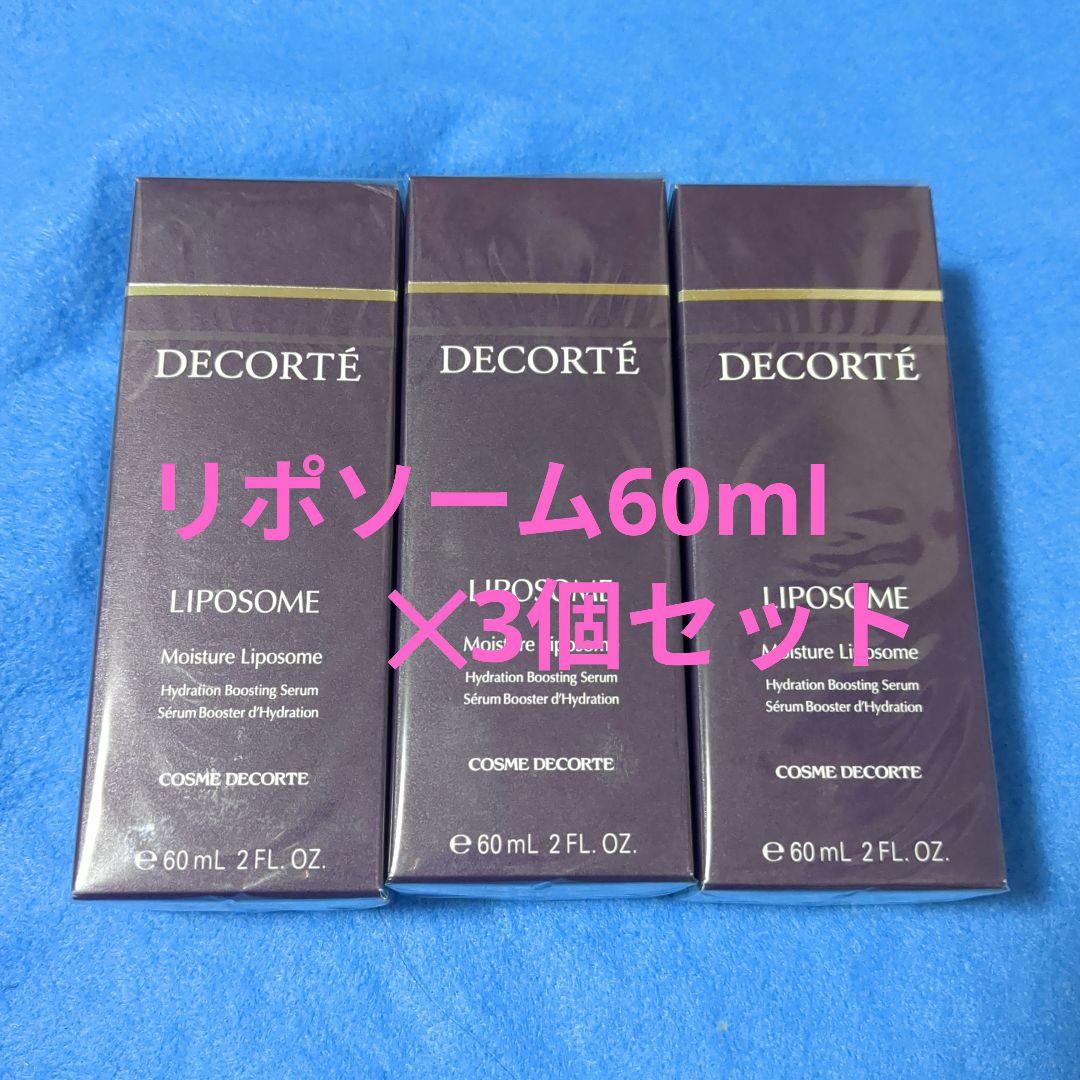 DECORTÉ
LIPOSOME
Moisture Liposome
Hydration Boosting Serum
Sérum Booster d'Hydration
COSME DECORTE
℮ 60 mL 2 FL. OZ.
DECORTÉ
LIPOSOME
Moisture Liposome
Hydration Boosting Serum
Sérum Booster d'Hydration
COSME DECORTE
℮ 60 mL 2 FL. OZ.
DECORTÉ
LIPOSOME
Moisture Liposome
Hydration Boosting Serum
Sérum Booster d'Hydration
COSME DECORTE
℮ 60 mL 2 FL. OZ.
リポソーム60ml
×3個セット